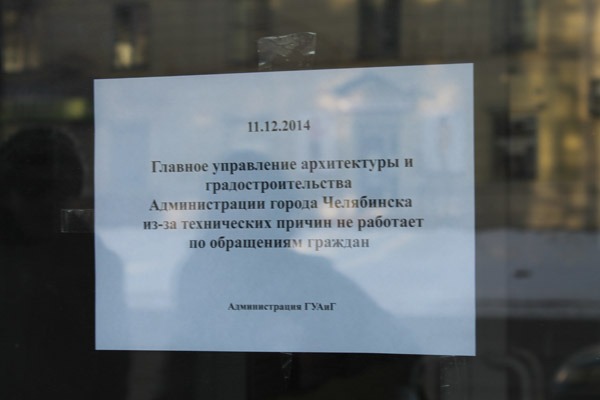 11.12.2014
Главное управление архитектуры и
градостроительства
Администрации города Челябинска
из-за технических причин не работает
по обращениям граждан
Администрация ГУАиГ